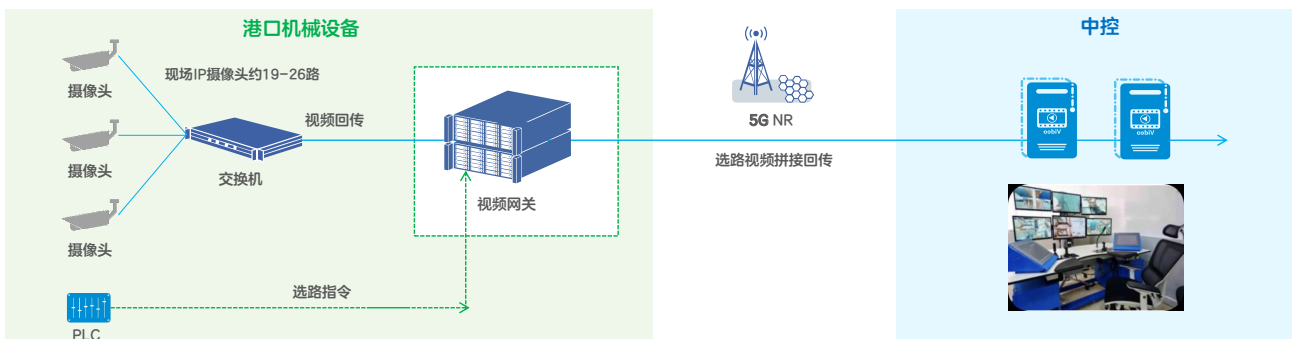 港口机械设备
中控
现场IP摄像头约19-26路
摄像头
视频回传
5G NR
oobiV
oobiV
摄像头
交换机
选路视频拼接回传
视频网关
摄像头
选路指令
PLC